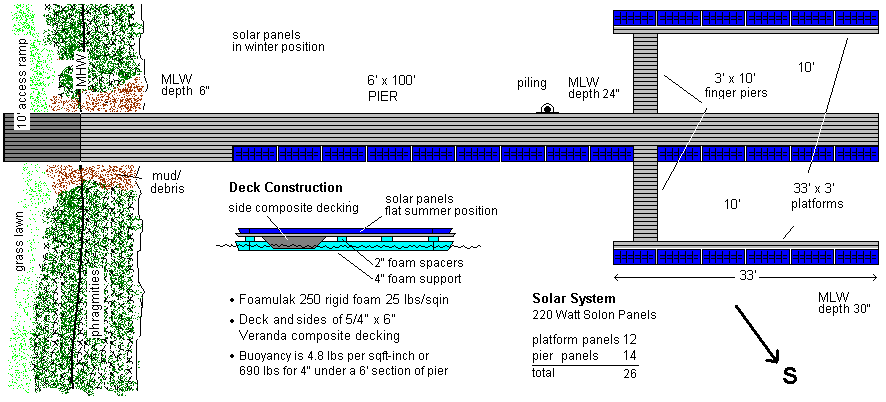 solar panels
in winter position
10' access ramp
MHW
MLW
depth 6"
6' x 100'
PIER
piling
MLW
depth 24"
3' x 10'
finger piers
10'
mud/
debris
grass lawn
phragmities
Deck Construction
side composite decking
solar panels
flat summer position
2" foam spacers
4" foam support
• Foamulak 250 rigid foam 25 lbs/sqin
• Deck and sides of 5/4" x 6"
Veranda composite decking
• Buoyancy is 4.8 lbs per sqft-inch or
690 lbs for 4" under a 6' section of pier
10'
33' x 3'
platforms
33'
MLW
depth 30"
Solar System
220 Watt Solon Panels
platform panels 12
pier panels 14
total 26
S